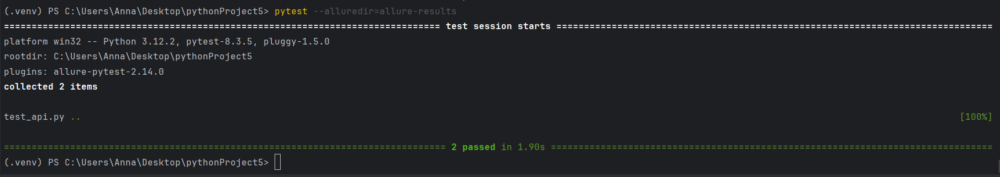 (.venv) PS C:\Users\Anna\Desktop\pythonProject5> pytest --alluredir=allure-results
=============================================================================== test session starts ===============================================================================
platform win32 -- Python 3.12.2, pytest-8.3.5, pluggy-1.5.0
rootdir: C:\Users\Anna\Desktop\pythonProject5
plugins: allure-pytest-2.14.0
collected 2 items
test_api.py .. [100%]
================================================================================ 2 passed in 1.90s ================================================================================
(.venv) PS C:\Users\Anna\Desktop\pythonProject5>